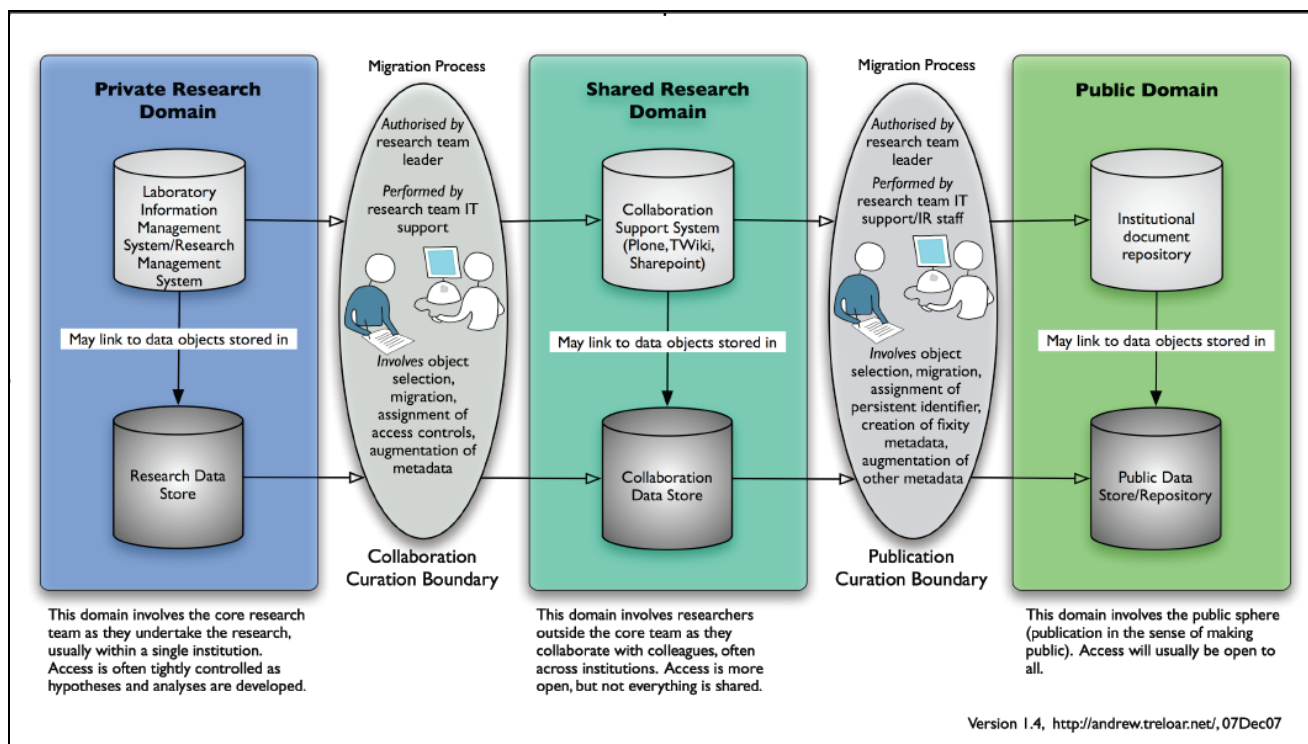 Private Research
Domain
Laboratory
Information
Management
System/Research
Management
System
May link to data objects stored in
Research Data
Store
This domain involves the core research
team as they undertake the research,
usually within a single institution.
Access is often tightly controlled as
hypotheses and analyses are developed.
Migration Process
Authorised by
research team
leader
Performed by
research team IT
support
Involves object
selection,
migration,
assignment of
access controls,
augmentation of
metadata
Collaboration
Curation Boundary
Shared Research
Domain
Collaboration
Support System
(Plone, TWiki,
Sharepoint)
May link to data objects stored in
Collaboration
Data Store
This domain involves researchers
outside the core team as they
collaborate with colleagues, often
across institutions. Access is more
open, but not everything is shared.
Migration Process
Authorised by
research team
leader
Performed by
research team IT
support/IR staff
Involves object
selection, migration,
assignment of
persistent identifier,
creation of fixity
metadata,
augmentation of
other metadata
Publication
Curation Boundary
Public Domain
Institutional
document
repository
May link to data objects stored in
Public Data
Store/Repository
This domain involves the public sphere
(publication in the sense of making
public). Access will usually be open to
all.
Version 1.4, http://andrew.treloar.net/, 07Dec07